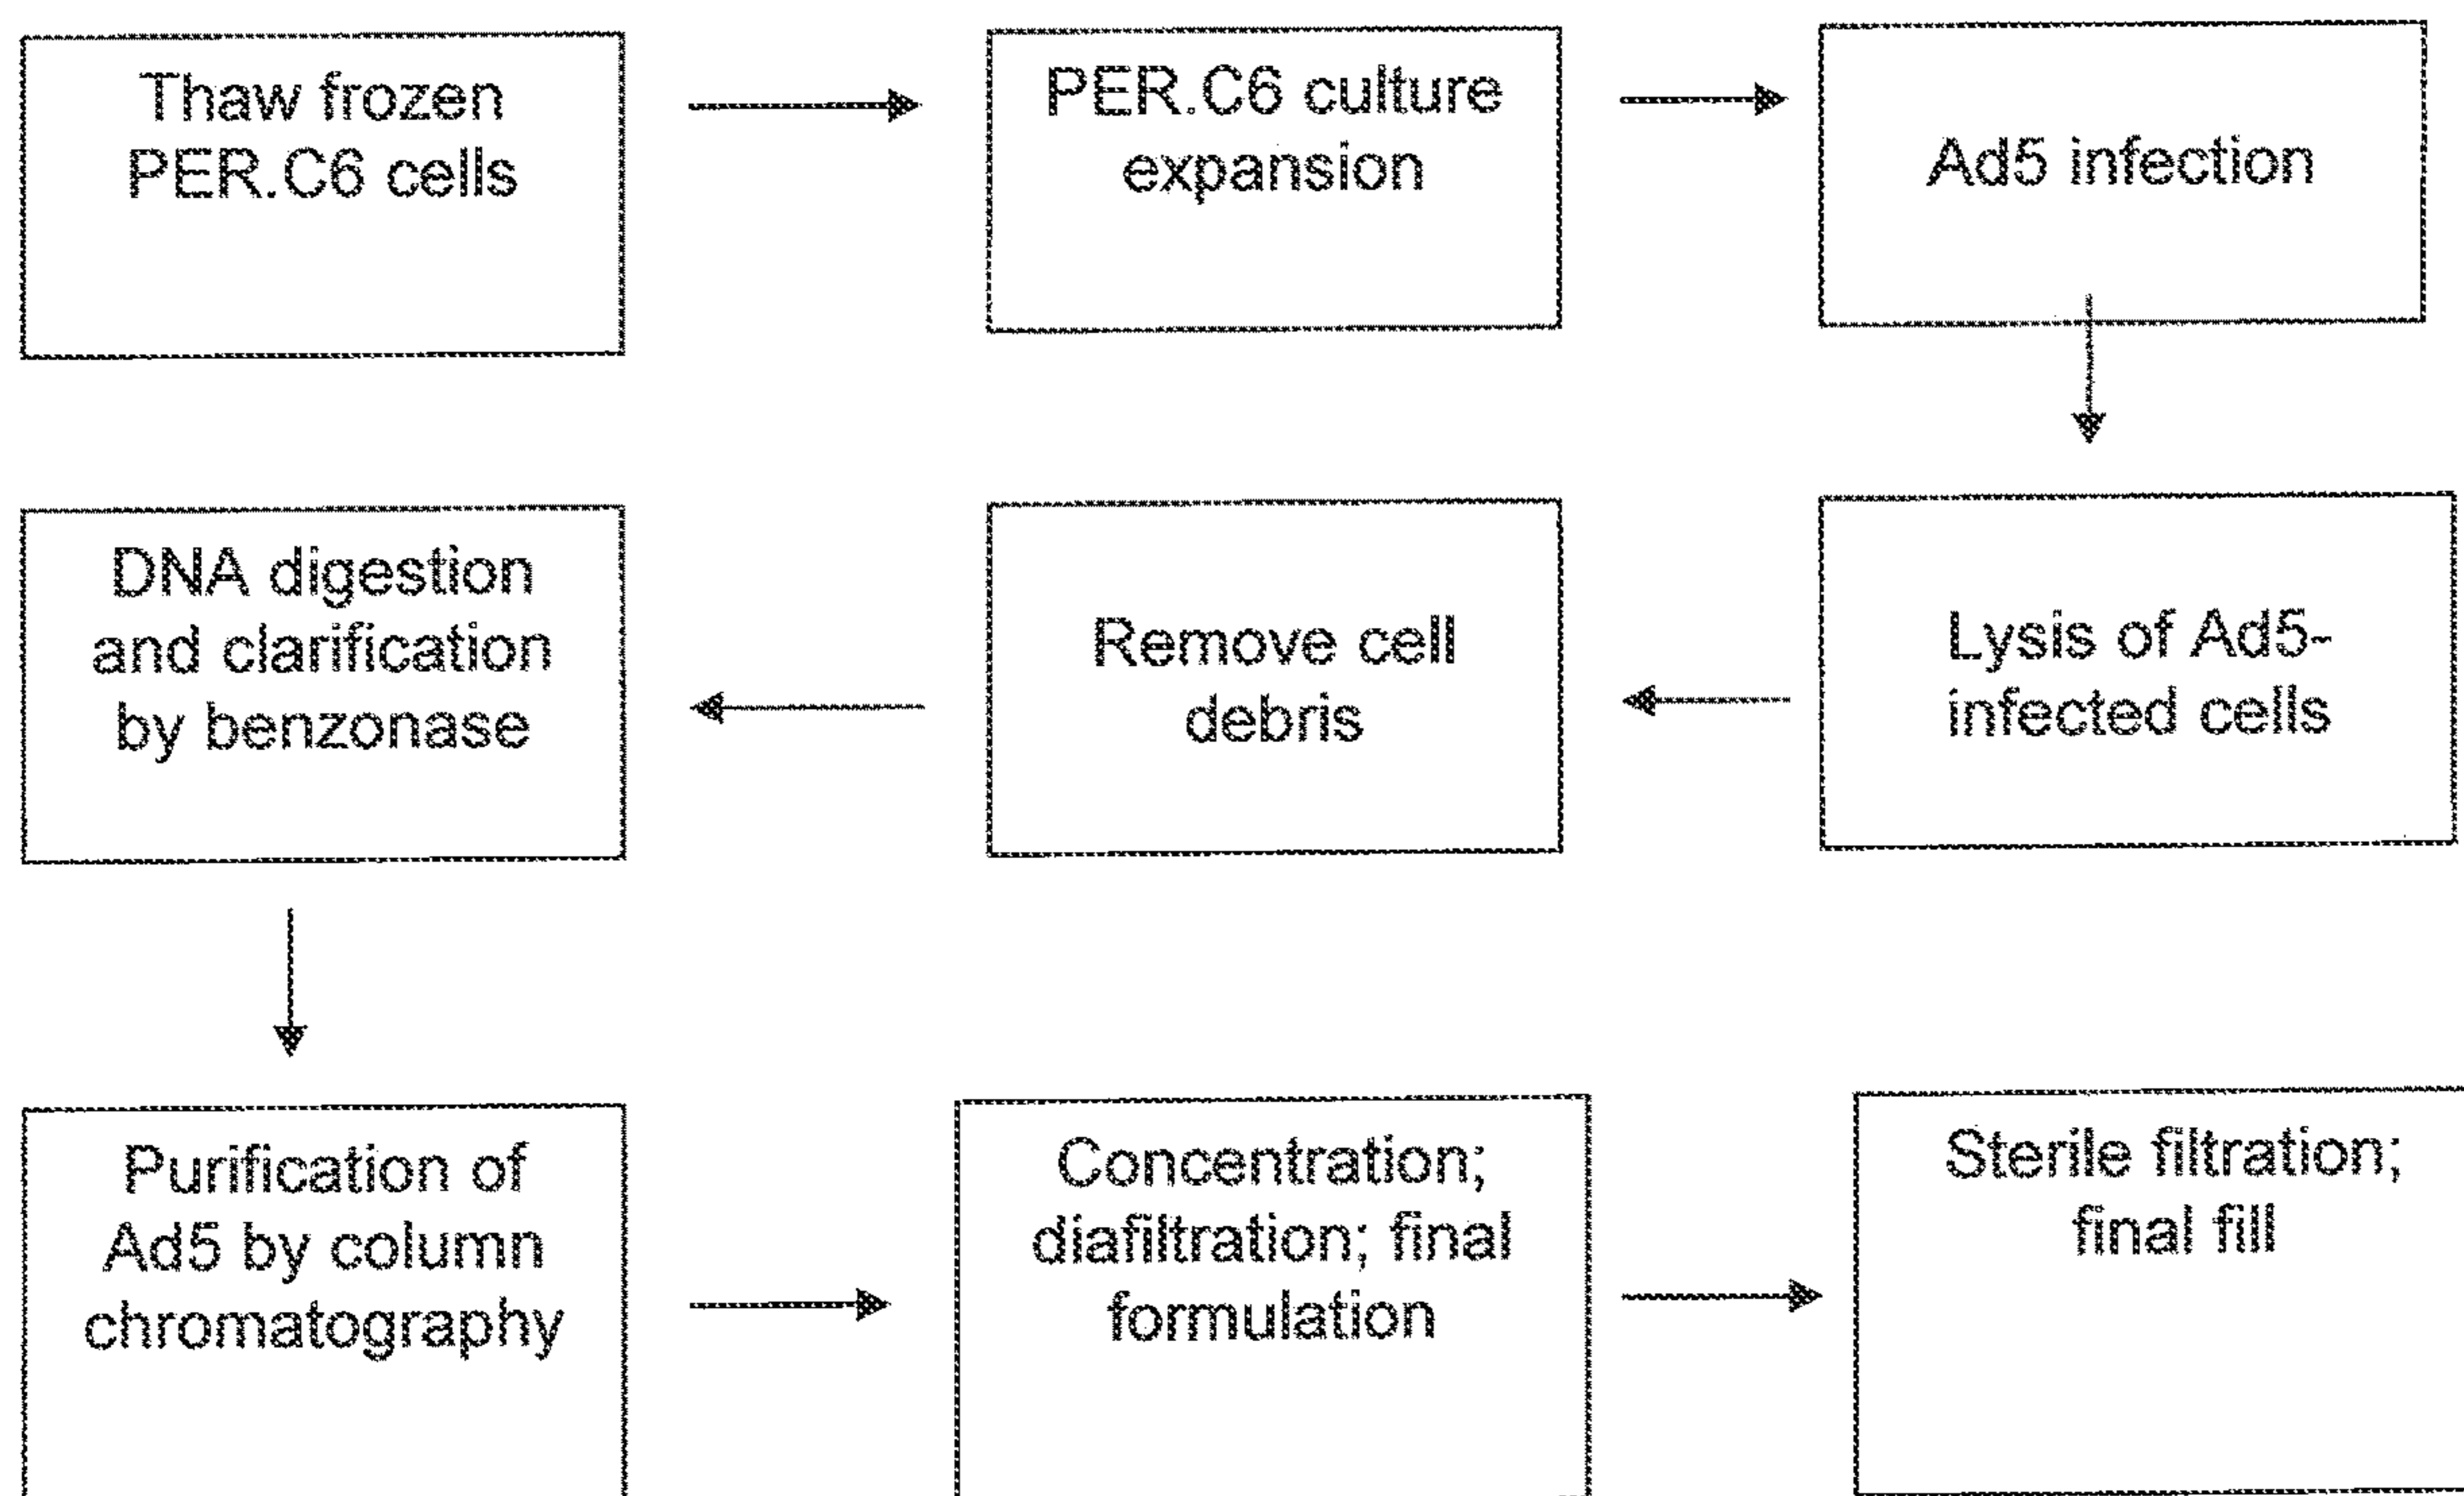 Thaw frozen
PER.C6 cells
PER.C6 culture
expansion
Ad5 infection
Lysis of Ad5-
infected cells
Remove cell
debris
DNA digestion
and clarification
by benzonase
Purification of
Ad5 by column
chromatography
Concentration;
diafiltration; final
formulation
Sterile filtration;
final fill